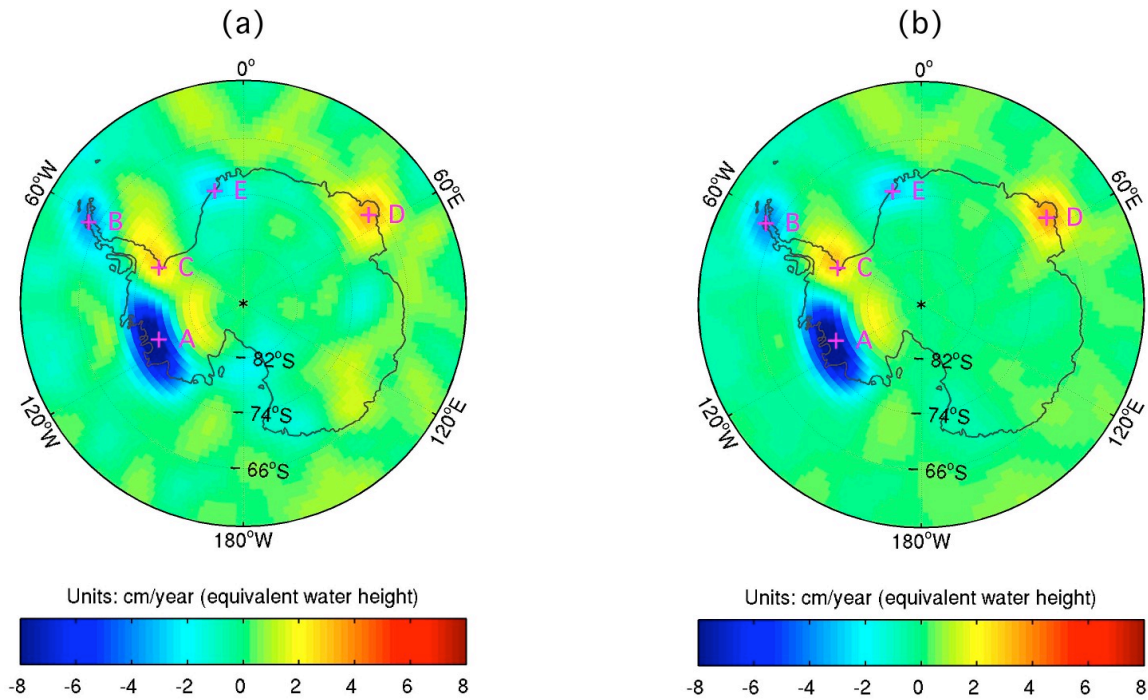 (a)
(b)
0°
0°
60°W
60°E
60°W
60°E
B
E
D
C
A
B
E
D
C
A
82°S
74°S
66°S
82°S
74°S
66°S
120°W
120°E
120°W
120°E
180°W
180°W
Units: cm/year (equivalent water height)
Units: cm/year (equivalent water height)
-8 -6 -4 -2 0 2 4 6 8
-8 -6 -4 -2 0 2 4 6 8